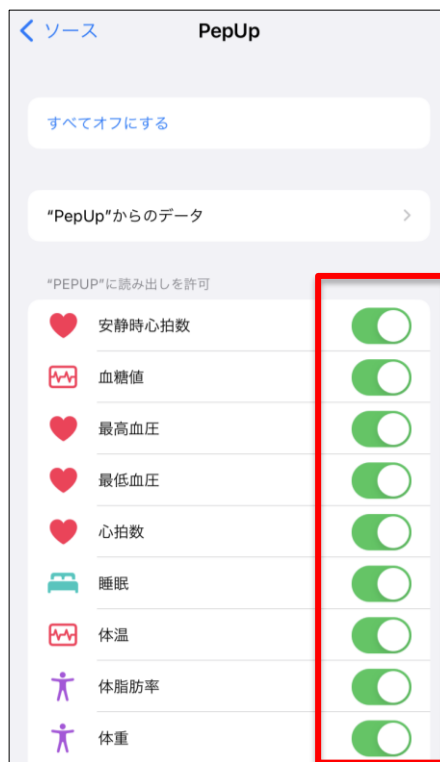 ソース PepUp
すべてオフにする
“PepUp”からのデータ
“PEPUP”に読み出しを許可
安静時心拍数
血糖値
最高血圧
最低血圧
心拍数
睡眠
体温
体脂肪率
体重